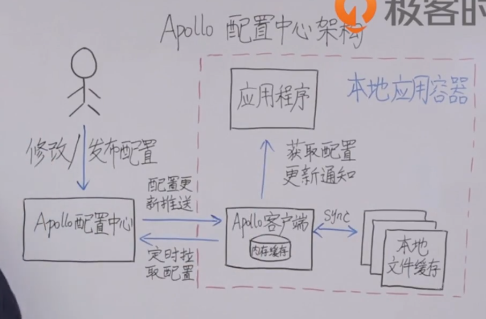 Apollo 配置中心架构
极客时
本地应用容器
应用程序
修改/发布配置
获取配置
更新通知
配置更
新推送
Apollo配置中心
Apollo客户端
内存缓存
sync
定时拉
取配置
本地
文件缓存